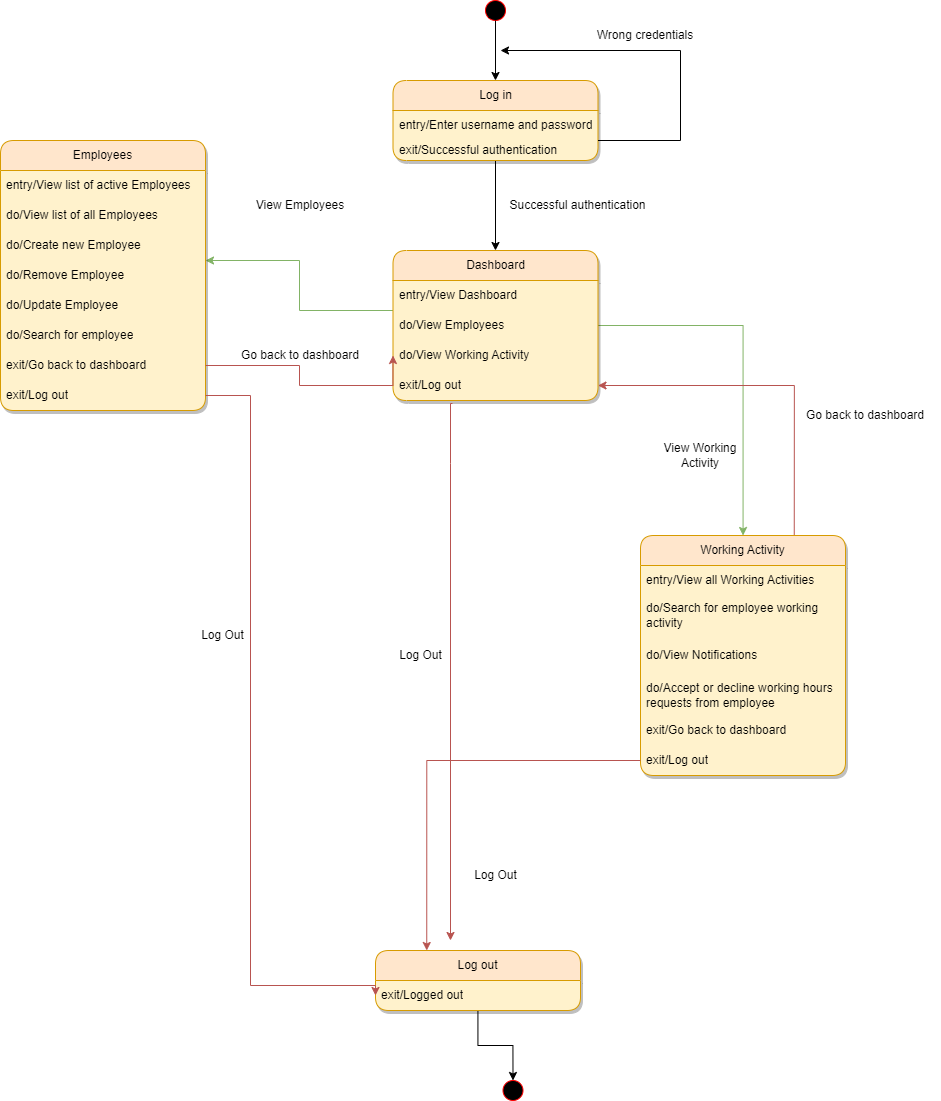 Wrong credentials
Log in
entry/Enter username and password
exit/Successful authentication
Employees
entry/View list of active Employees
do/View list of all Employees
do/Create new Employee
do/Remove Employee
do/Update Employee
do/Search for employee
exit/Go back to dashboard
exit/Log out
View Employees
Successful authentication
Dashboard
entry/View Dashboard
do/View Employees
do/View Working Activity
exit/Log out
Go back to dashboard
Go back to dashboard
View Working
Activity
Working Activity
entry/View all Working Activities
do/Search for employee working
activity
do/View Notifications
do/Accept or decline working hours
requests from employee
exit/Go back to dashboard
exit/Log out
Log Out
Log Out
Log Out
Log out
exit/Logged out